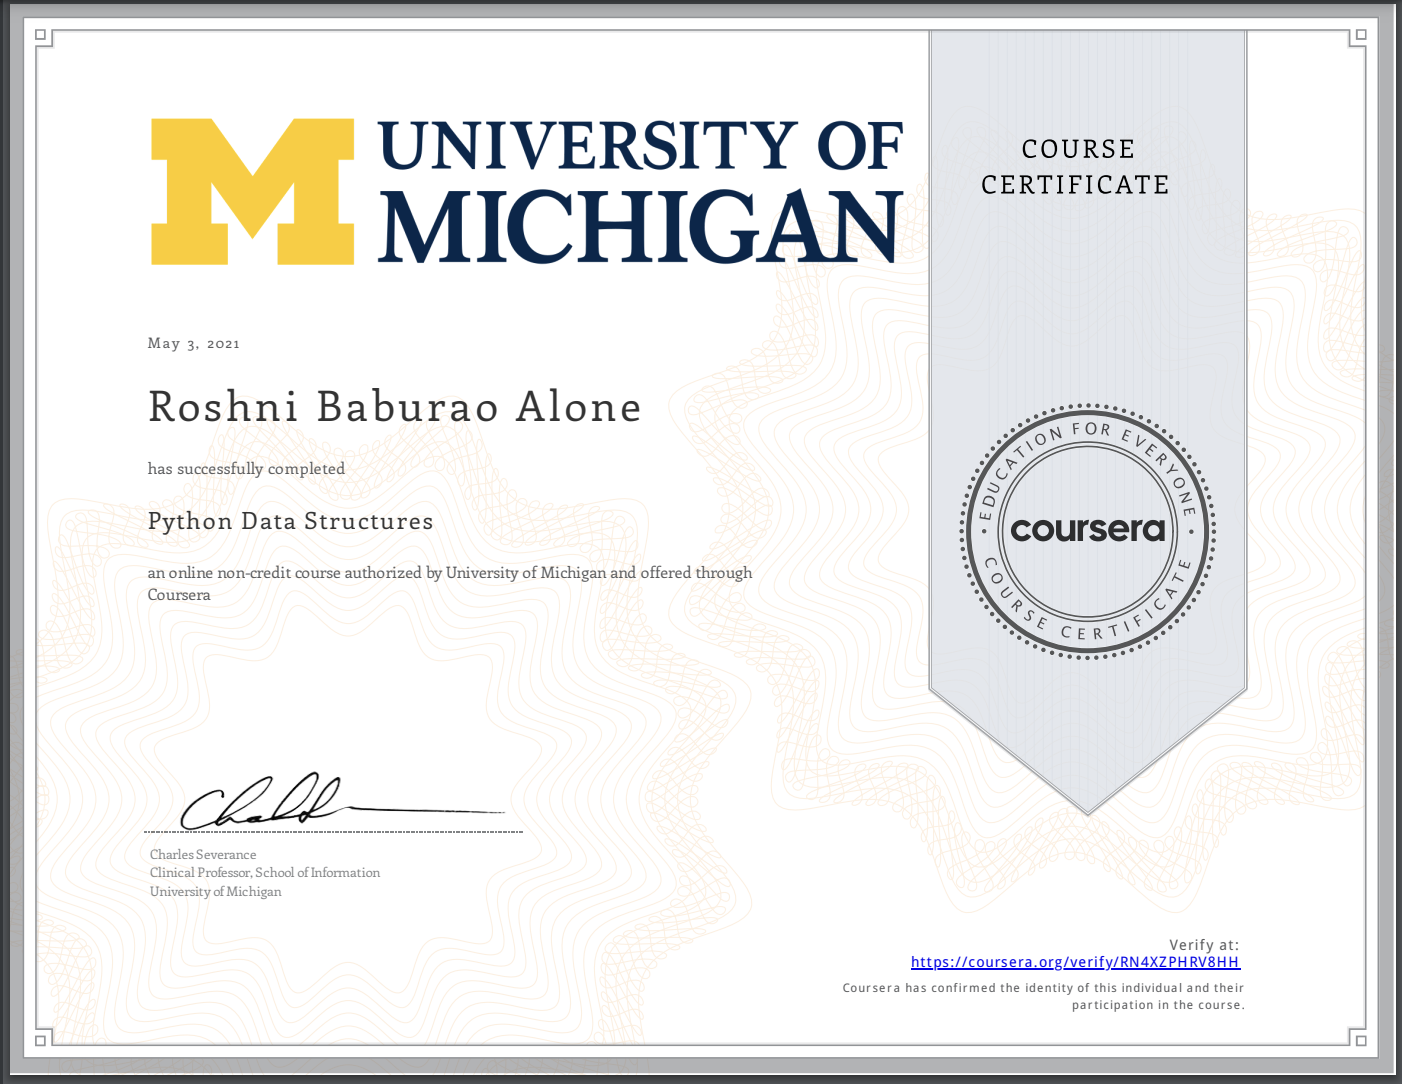 UNIVERSITY OF
MICHIGAN
COURSE
CERTIFICATE
May 3, 2021
Roshni Baburao Alone
has successfully completed
Python Data Structures
an online non-credit course authorized by University of Michigan and offered through
Coursera
EDUCATION FOR EVERYONE
coursera
COURSE CERTIFICATE
Charles Severance
Clinical Professor, School of Information
University of Michigan
Verify at:
https://coursera.org/verify/RN4XZPHRV8HH
Coursera has confirmed the identity of this individual and their
participation in the course.